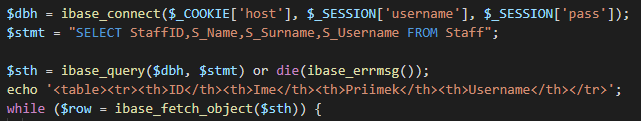 $dbh = ibase_connect($_COOKIE['host'], $_SESSION['username'], $_SESSION['pass']);
$stmt = "SELECT StaffID,S_Name,S_Surname,S_Username FROM Staff";
$sth = ibase_query($dbh, $stmt) or die(ibase_errmsg());
echo '<table><tr><th>ID</th><th>Ime</th><th>Priimek</th><th>Username</th></tr>';
while ($row = ibase_fetch_object($sth)) {